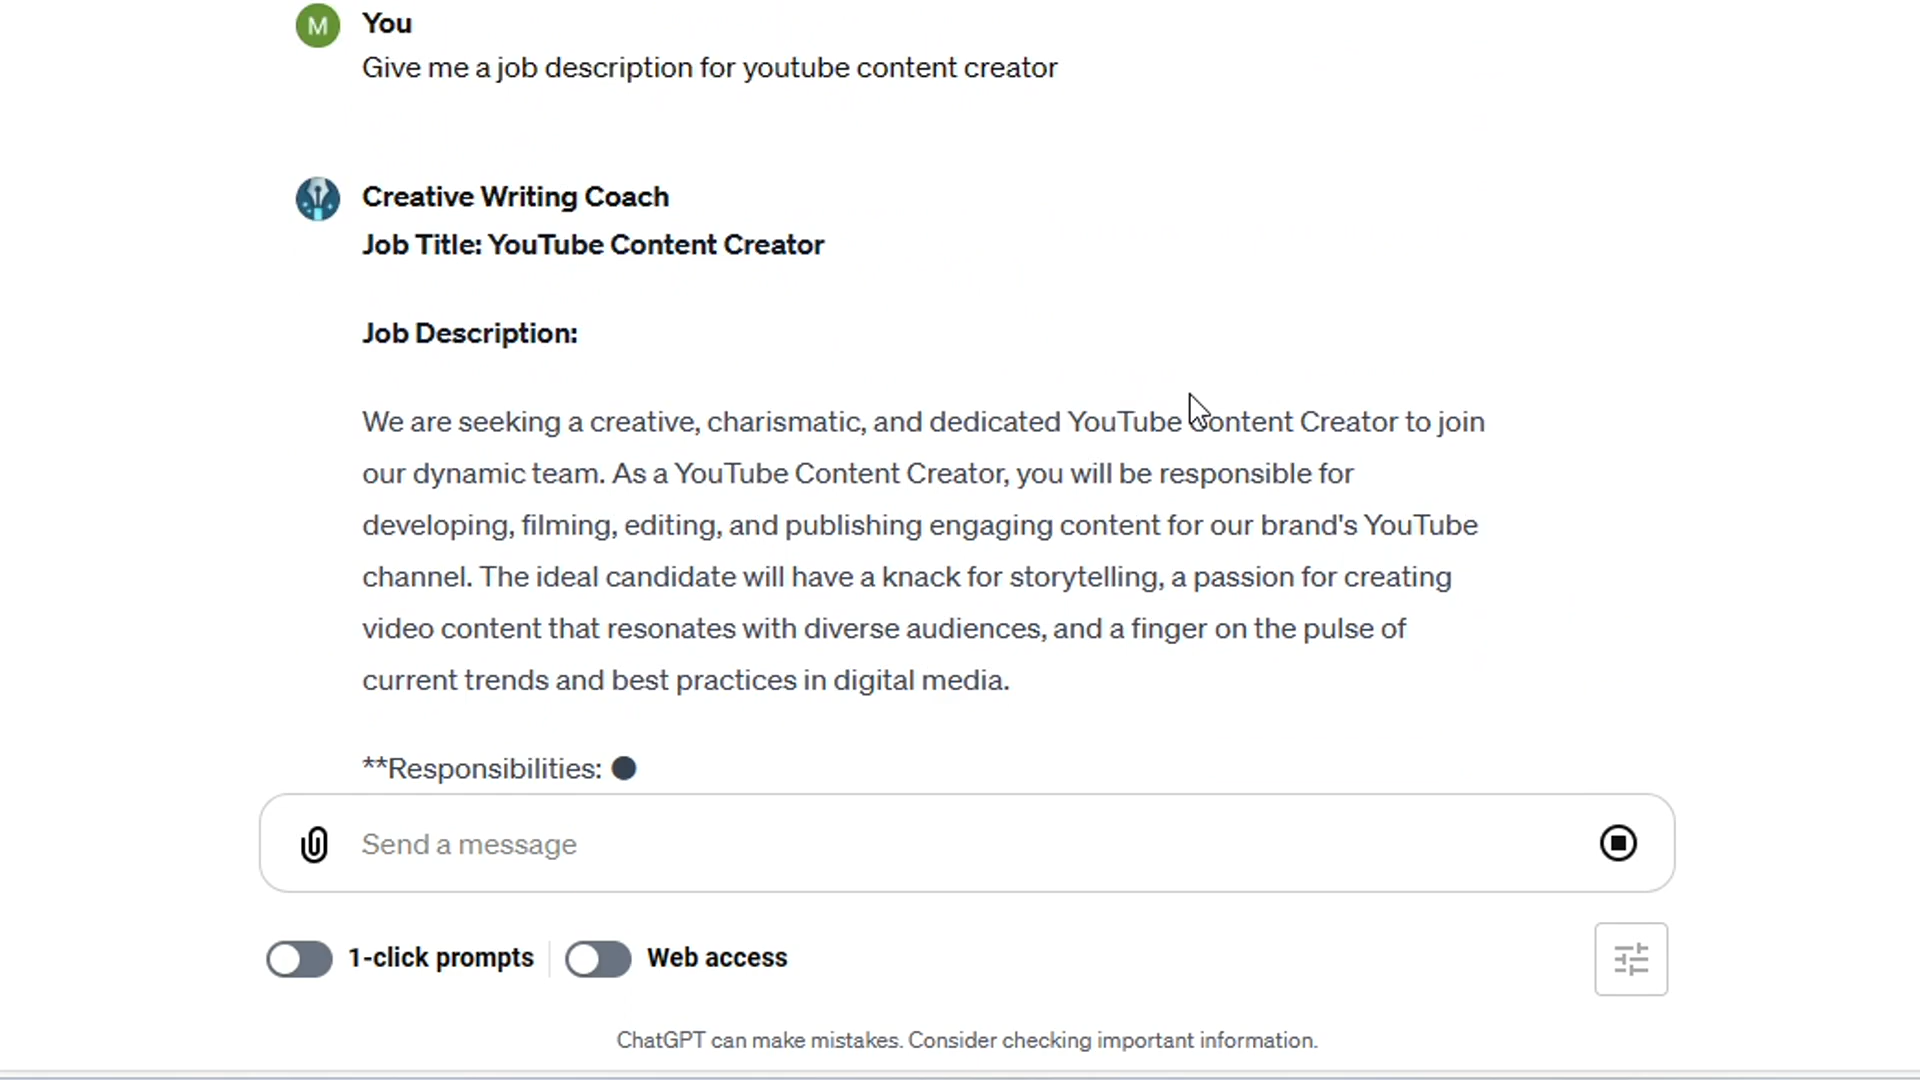 M
You
Give me a job description for youtube content creator
Creative Writing Coach
Job Title: YouTube Content Creator
Job Description:
We are seeking a creative, charismatic, and dedicated YouTube Content Creator to join
our dynamic team. As a YouTube Content Creator, you will be responsible for
developing, filming, editing, and publishing engaging content for our brand's YouTube
channel. The ideal candidate will have a knack for storytelling, a passion for creating
video content that resonates with diverse audiences, and a finger on the pulse of
current trends and best practices in digital media.
**Responsibilities:
Send a message
1-click prompts
Web access
ChatGPT can make mistakes. Consider checking important information.